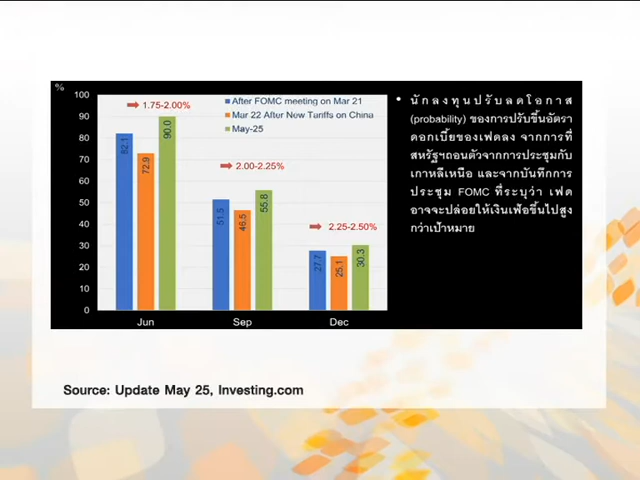 %
100
90
80
70
60
50
40
30
20
10
0
1.75-2.00%
2.00-2.25%
2.25-2.50%
After FOMC meeting on Mar 21
Mar 22 After New Tariffs on China
May-25
82.1
72.9
90.0
51.5
46.5
55.8
27.7
25.1
30.3
Jun
Sep
Dec
• นักลงทุนปรับลดโอกาส
(probability) ของการปรับขึ้นอัตรา
ดอกเบี้ยของเฟดลง จากการที่
สหรัฐฯถอนตัวจากการประชุมกับ
เกาหลีเหนือ และจากบันทึกการ
ประชุม FOMC ที่ระบุว่า เฟด
อาจจะปล่อยให้เงินเฟ้อขึ้นไปสูง
กว่าเป้าหมาย
Source: Update May 25, Investing.com